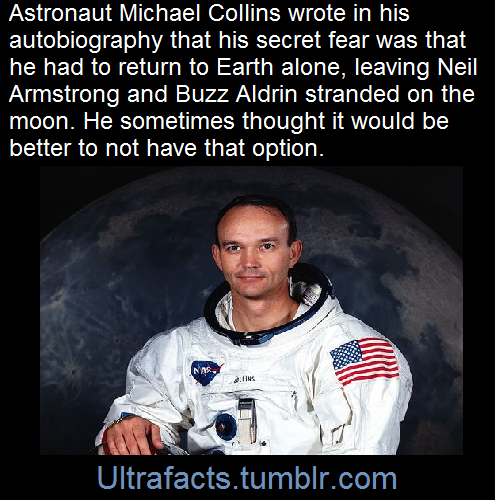 Astronaut Michael Collins wrote in his
autobiography that his secret fear was that
he had to return to Earth alone, leaving Neil
Armstrong and Buzz Aldrin stranded on the
moon. He sometimes thought it would be
better to not have that option.
NASA
Ultrafacts.tumblr.com